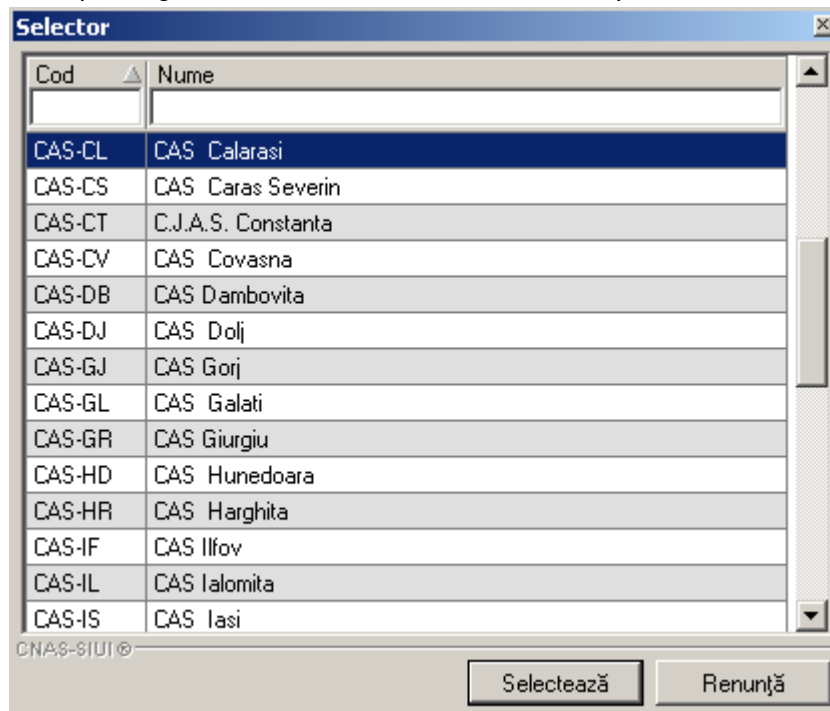 Selector
Cod Nume
CAS-CL CAS Calarasi
CAS-CS CAS Caras Severin
CAS-CT C.J.A.S. Constanta
CAS-CV CAS Covasna
CAS-DB CAS Dambovita
CAS-DJ CAS Dolj
CAS-GJ CAS Gorj
CAS-GL CAS Galati
CAS-GR CAS Giurgiu
CAS-HD CAS Hunedoara
CAS-HR CAS Harghita
CAS-IF CAS Ilfov
CAS-IL CAS Ialomita
CAS-IS CAS Iasi
CNAS-SIUI®
Selectează Renunţă